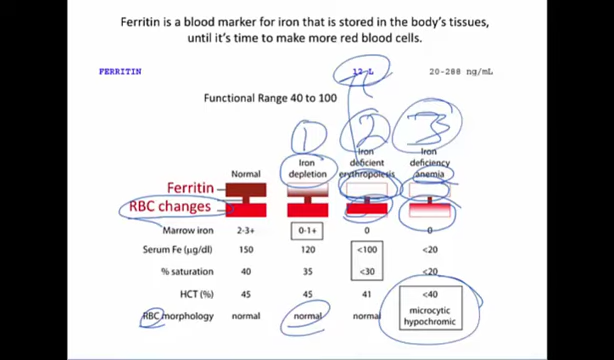 Ferritin is a blood marker for iron that is stored in the body's tissues,
until it's time to make more red blood cells.
FERRITIN 12 L 20-288 ng/mL
Functional Range 40 to 100
1 2 3
Normal Iron depletion Iron deficient erythropoiesis Iron deficiency anemia
Ferritin
RBC changes
Marrow iron 2-3+ 0-1+ 0 0
Serum Fe (µg/dl) 150 120 <100 <20
% saturation 40 35 <30 <20
HCT (%) 45 45 41 <40
RBC morphology normal normal normal microcytic hypochromic